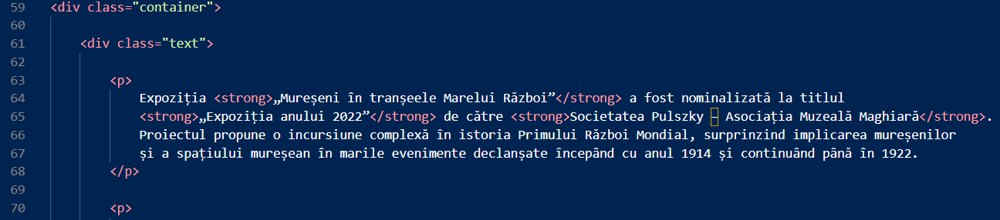 59 <div class="container">
60
61 <div class="text">
62
63 <p>
64 Expoziția <strong>„Mureșeni în tranșeele Marelui Război”</strong> a fost nominalizată la titlul
65 <strong>„Expoziția anului 2022”</strong> de către <strong>Societatea Pulszky – Asociația Muzeală Maghiară</strong>.
66 Proiectul propune o incursiune complexă în istoria Primului Război Mondial, surprinzind implicarea mureșenilor
67 și a spațiului mureșean în marile evenimente declanșate începând cu anul 1914 și continuând până în 1922.
68 </p>
69
70 <p>